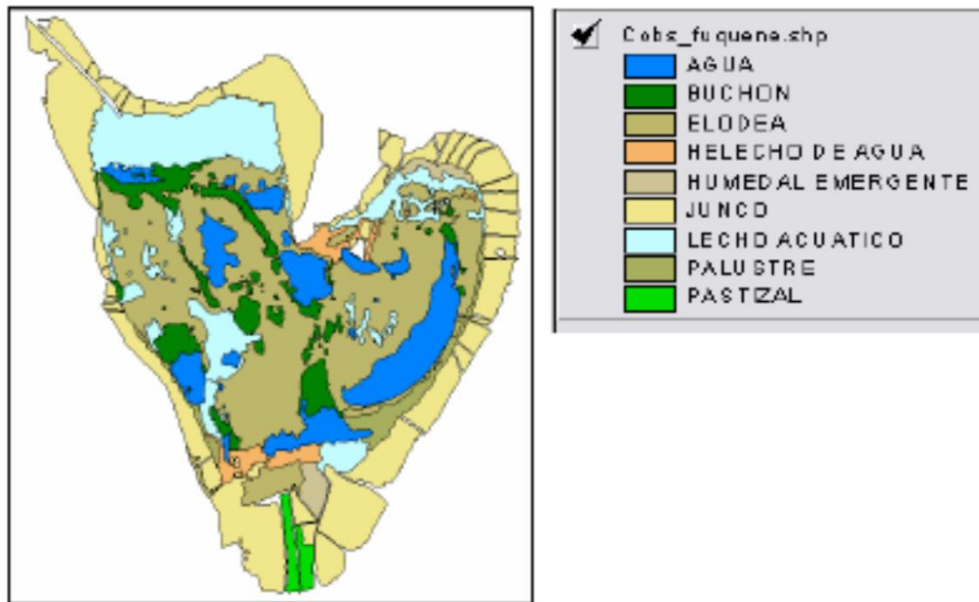 Cobs_fuquene.shp
AGUA
BUCHON
ELODEA
HELECHO DE AGUA
HUMEDAL EMERGENTE
JUNCO
LECHO ACUATICO
PALUSTRE
PASTIZAL